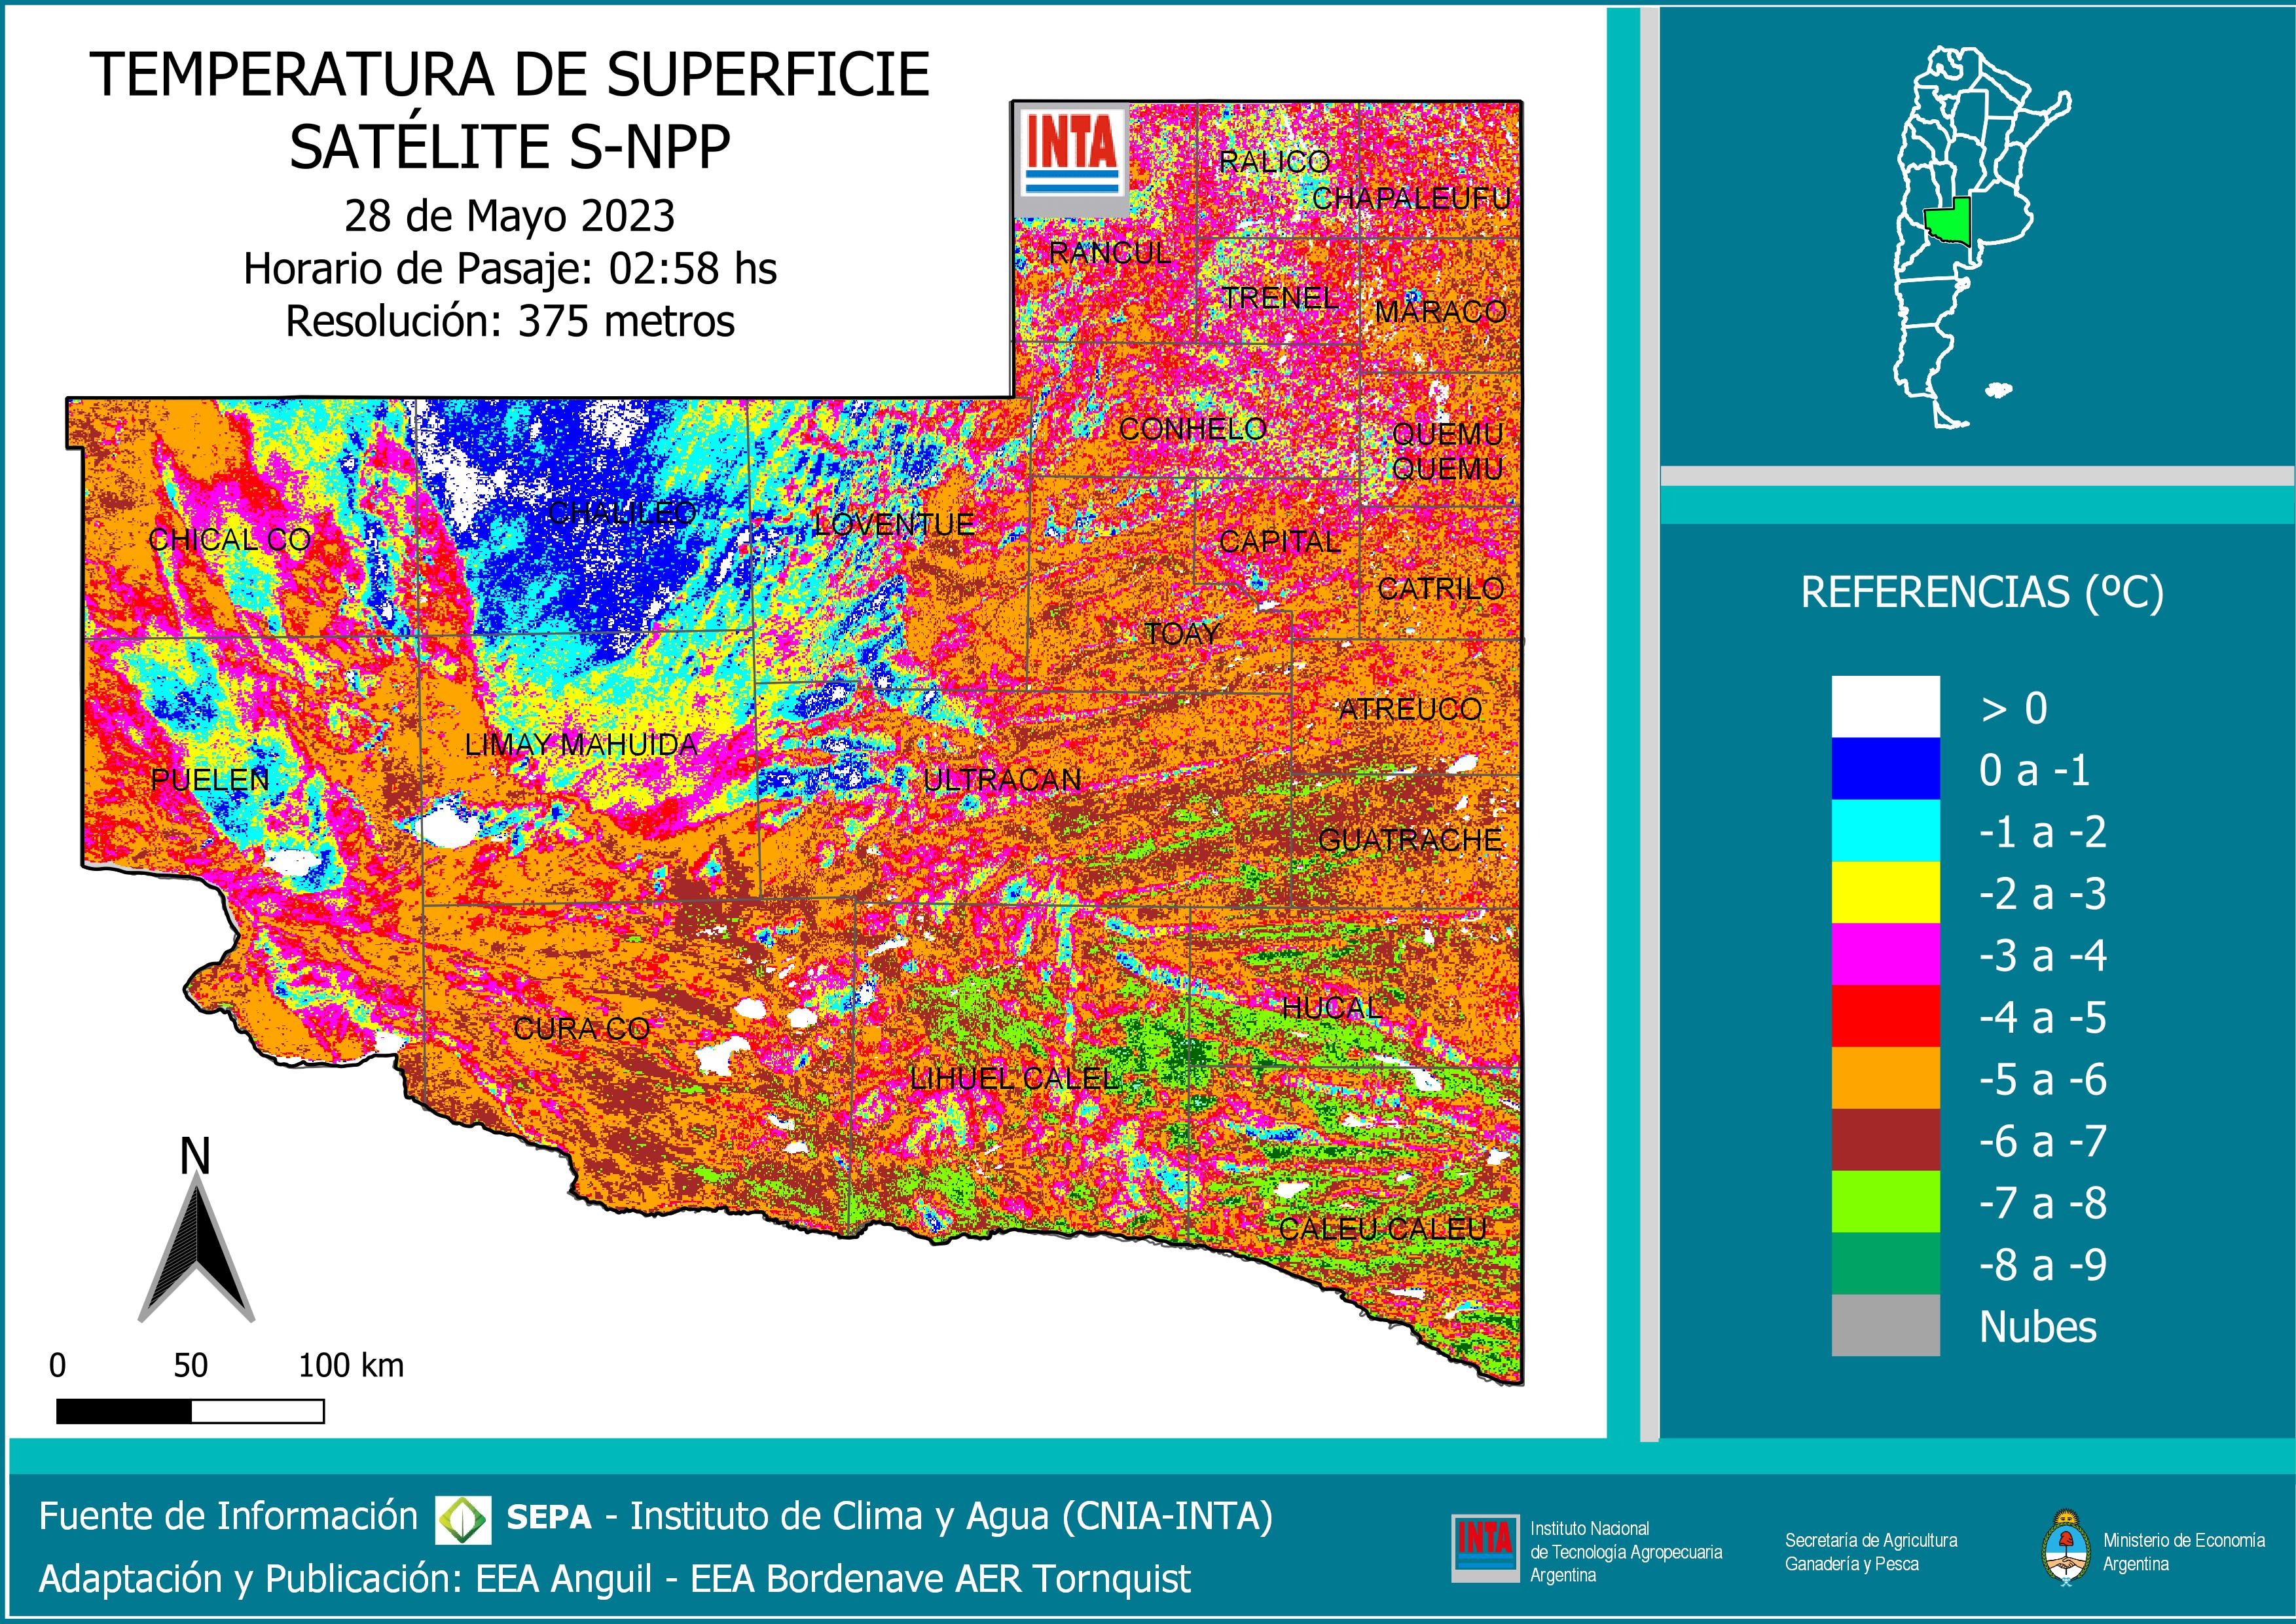 TEMPERATURA DE SUPERFICIE
SATÉLITE S-NPP
28 de Mayo 2023
Horario de Pasaje: 02:58 hs
Resolución: 375 metros
INTA
RALICO
CHAPALEUFU
RANCUL
TRENEL
MARACO
CONHELO
QUEMU
QUEMU
CHALILEO
LOVENTUE
CHICAL CO
CAPITAL
CATRILO
TOAY
ATREUCO
LIMAY MAHUIDA
PUELEN
ULTRACAN
GUATRACHE
HUCAL
CURA CO
LIHUEL CALEL
CALEU CALEU
N
0 50 100 km
REFERENCIAS (ºC)
> 0
0 a -1
-1 a -2
-2 a -3
-3 a -4
-4 a -5
-5 a -6
-6 a -7
-7 a -8
-8 a -9
Nubes
Fuente de Información SEPA - Instituto de Clima y Agua (CNIA-INTA)
Adaptación y Publicación: EEA Anguil - EEA Bordenave AER Tornquist
INTA
Instituto Nacional
de Tecnología Agropecuaria
Argentina
Secretaría de Agricultura
Ganadería y Pesca
Ministerio de Economía
Argentina